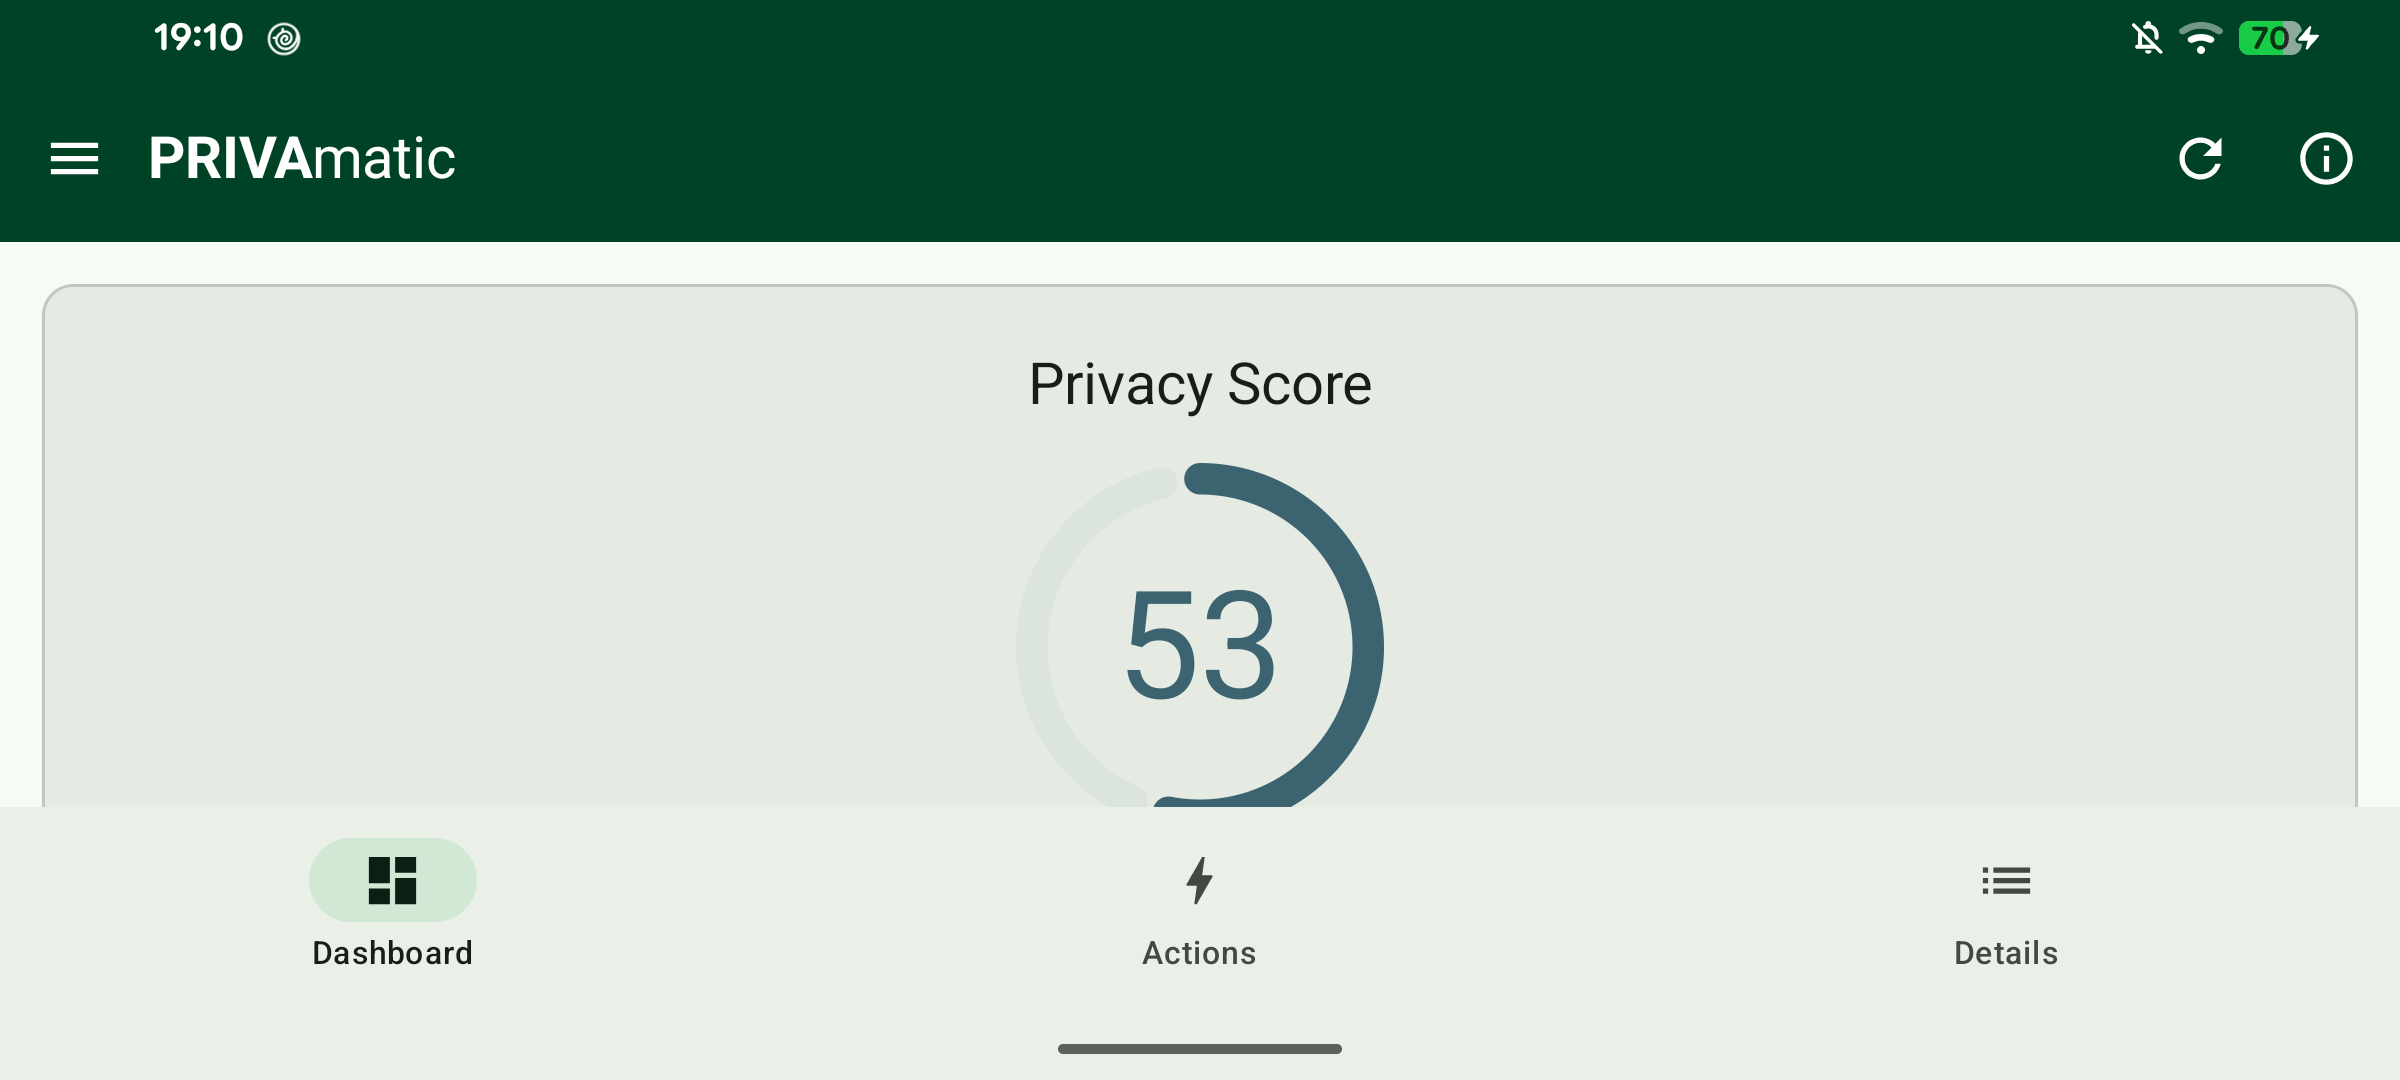 19:10
70
PRIVAmatic
Privacy Score
53
Dashboard
Actions
Details